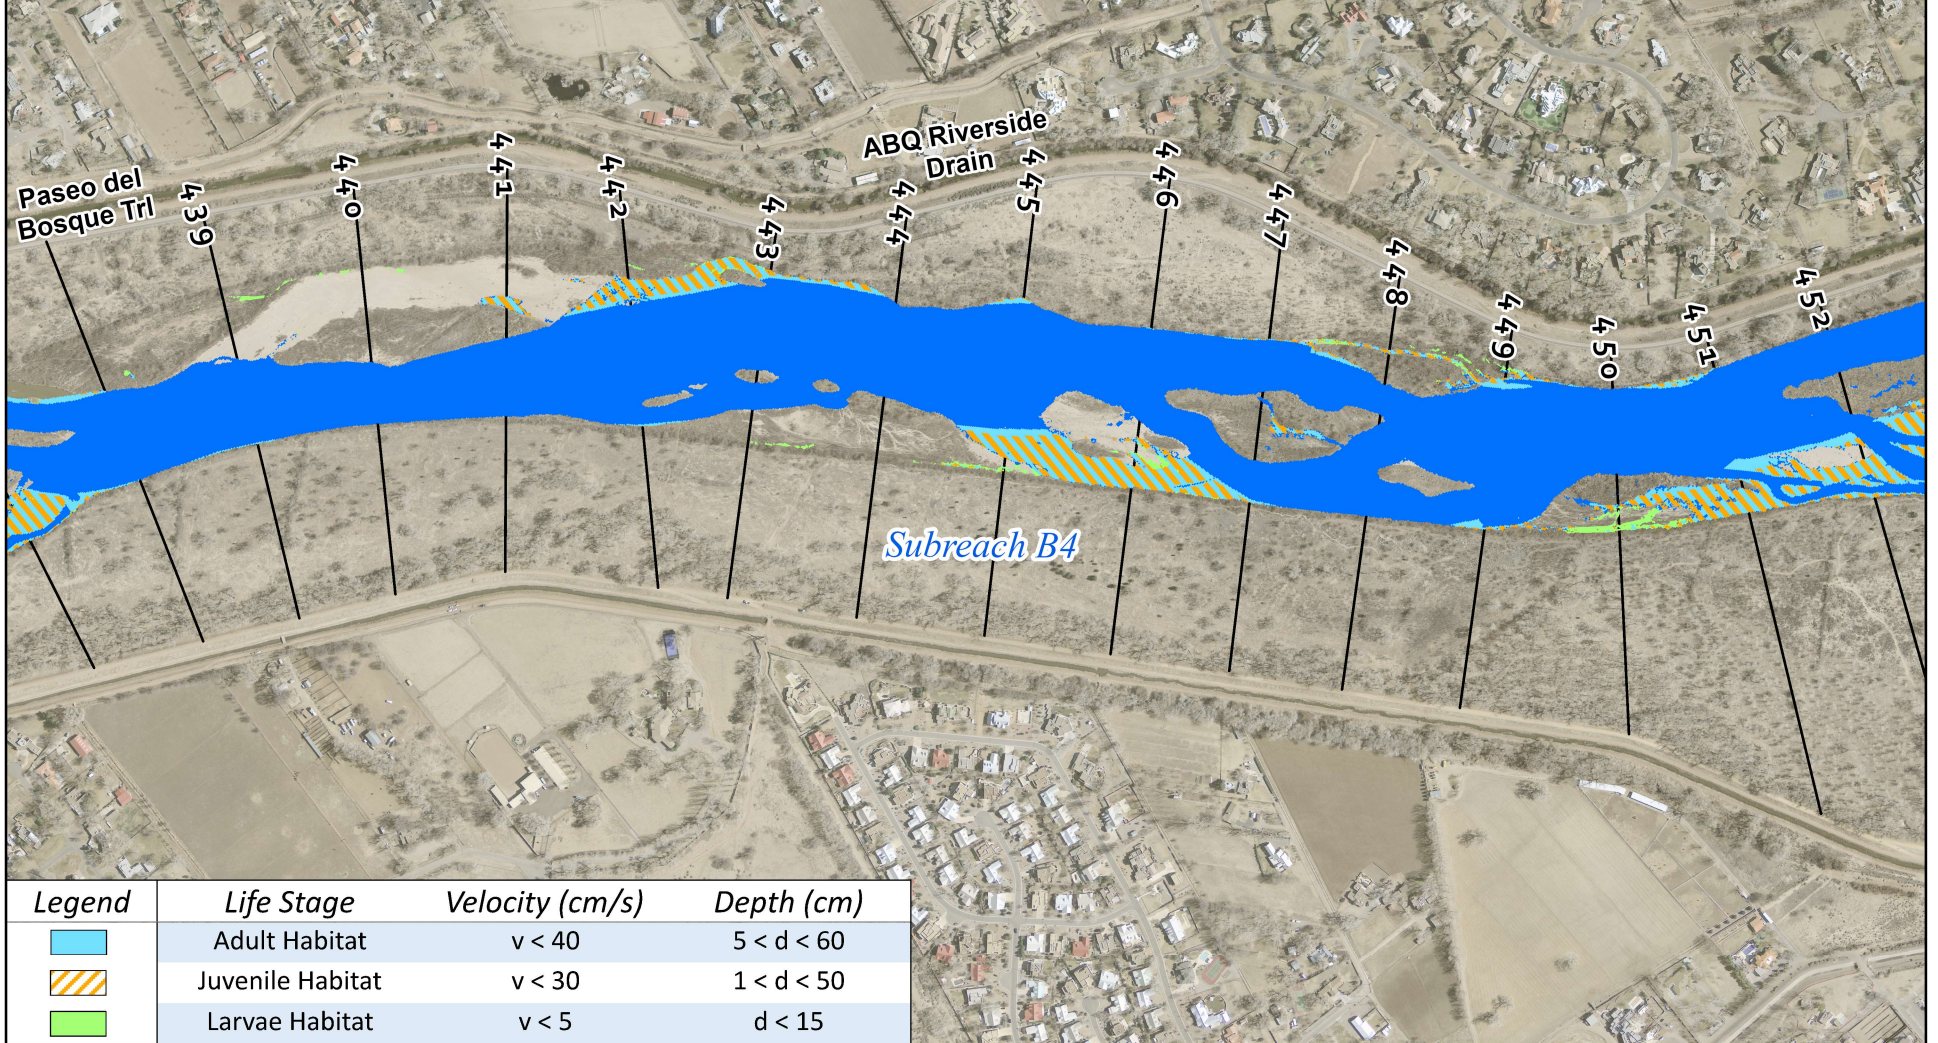 ABQ Riverside
Drain
Paseo del
Bosque Trl
439
440
441
442
443
444
445
446
447
448
449
450
451
452
Subreach B4
Legend Life Stage Velocity (cm/s) Depth (cm)
Adult Habitat v < 40 5 < d < 60
Juvenile Habitat v < 30 1 < d < 50
Larvae Habitat v < 5 d < 15